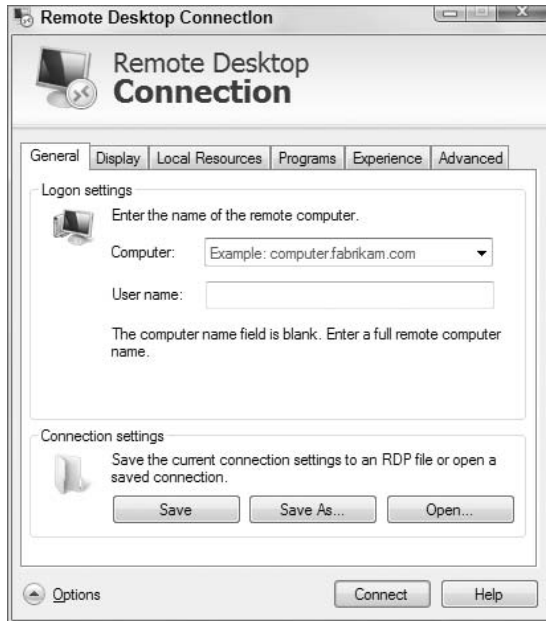 Remote Desktop Connection
Remote Desktop
Connection
General Display Local Resources Programs Experience Advanced
Logon settings
Enter the name of the remote computer.
Computer: Example: computer.fabrikam.com
User name:
The computer name field is blank. Enter a full remote computer
name.
Connection settings
Save the current connection settings to an RDP file or open a
saved connection.
Save Save As... Open...
Options Connect Help